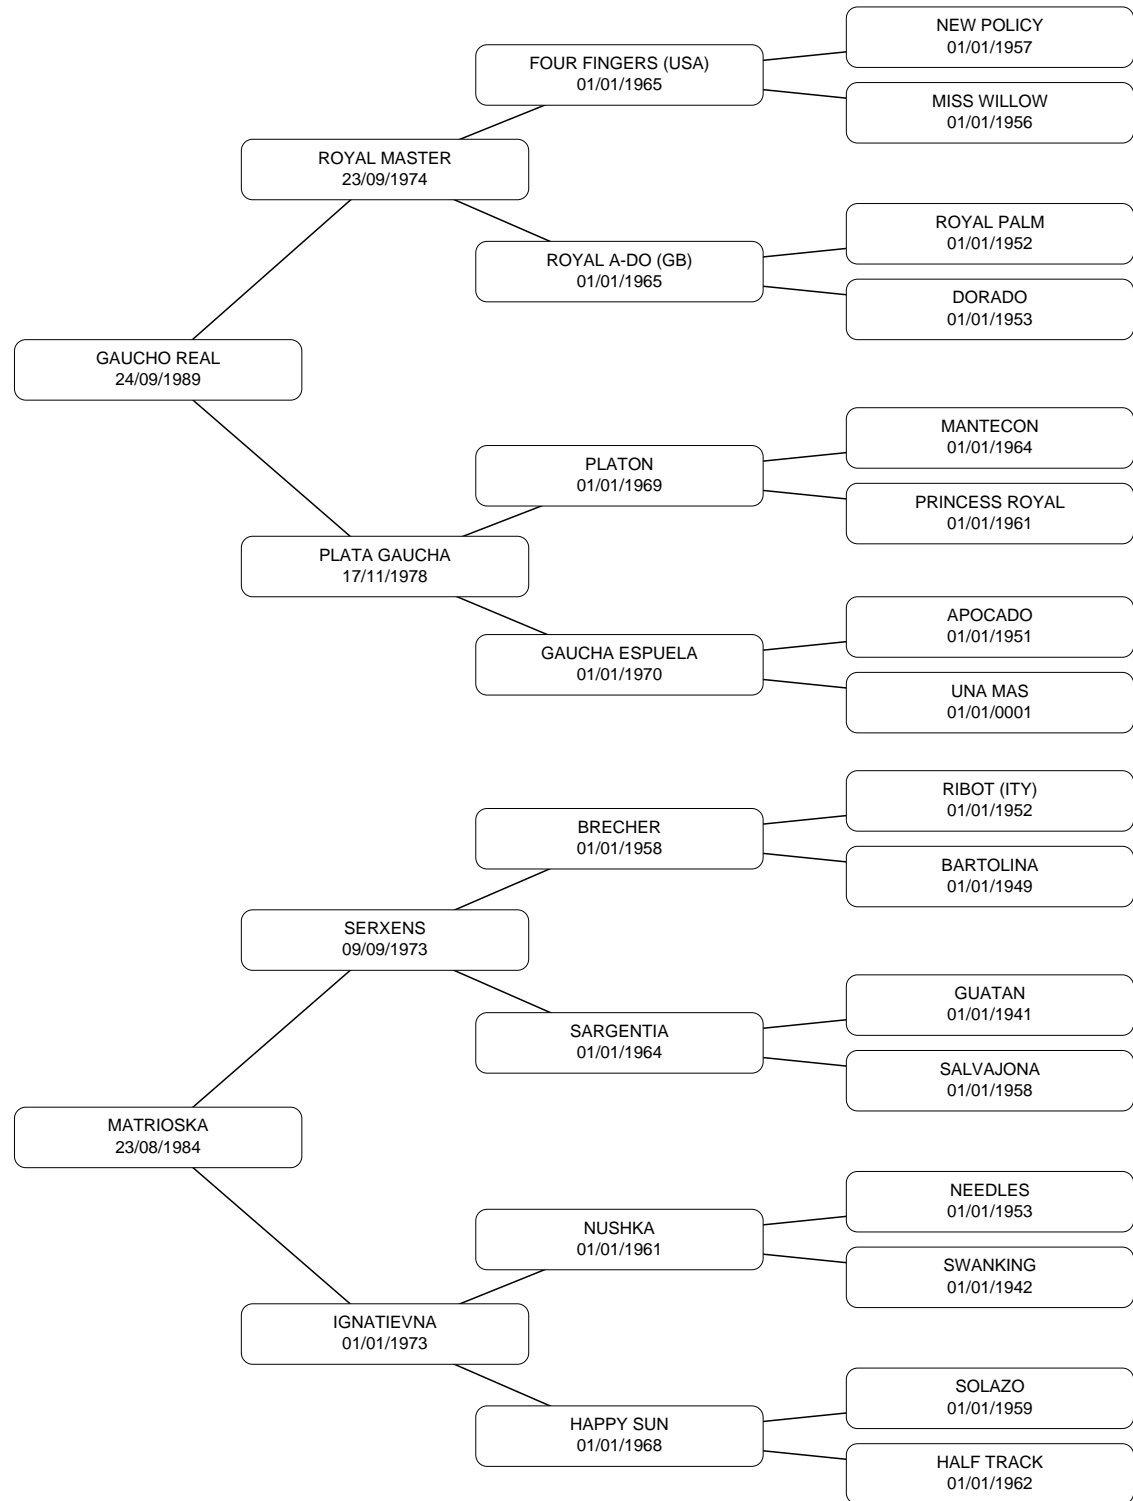 NEW POLICY
01/01/1957
FOUR FINGERS (USA)
01/01/1965
MISS WILLOW
01/01/1956
ROYAL MASTER
23/09/1974
ROYAL PALM
01/01/1952
ROYAL A-DO (GB)
01/01/1965
DORADO
01/01/1953
GAUCHO REAL
24/09/1989
MANTECON
01/01/1964
PLATON
01/01/1969
PRINCESS ROYAL
01/01/1961
PLATA GAUCHA
17/11/1978
APOCADO
01/01/1951
GAUCHA ESPUELA
01/01/1970
UNA MAS
01/01/0001
RIBOT (ITY)
01/01/1952
BRECHER
01/01/1958
BARTOLINA
01/01/1949
SERXENS
09/09/1973
GUATAN
01/01/1941
SARGENTIA
01/01/1964
SALVAJONA
01/01/1958
MATRIOSKA
23/08/1984
NEEDLES
01/01/1953
NUSHKA
01/01/1961
SWANKING
01/01/1942
IGNATIEVNA
01/01/1973
SOLAZO
01/01/1959
HAPPY SUN
01/01/1968
HALF TRACK
01/01/1962